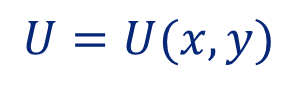 U = U(x, y)